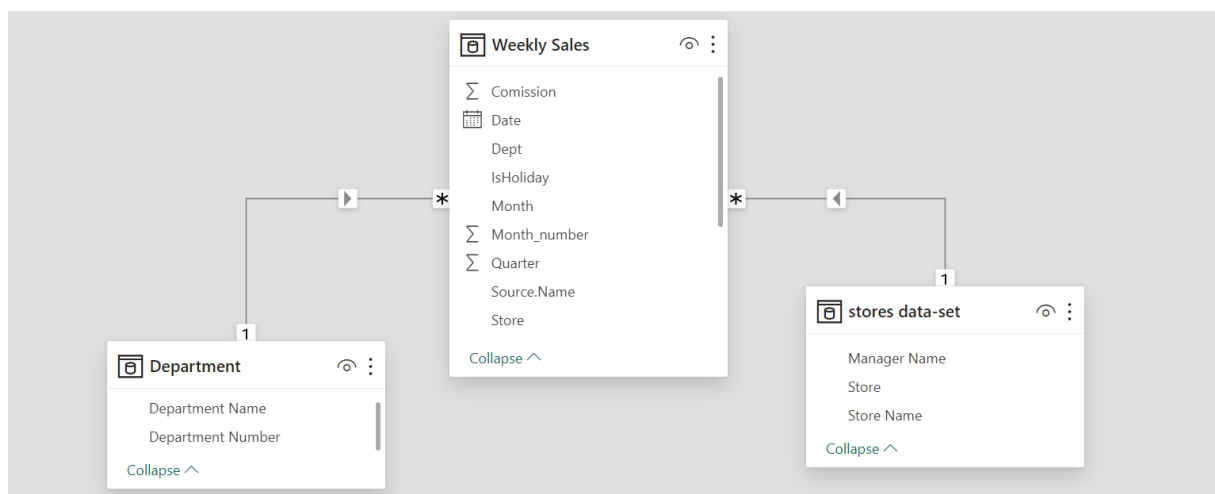 Weekly Sales
Comission
Date
Dept
IsHoliday
Month
Month_number
Quarter
Source.Name
Store
Collapse
*
*
1
Department
Department Name
Department Number
Collapse
1
stores data-set
Manager Name
Store
Store Name
Collapse